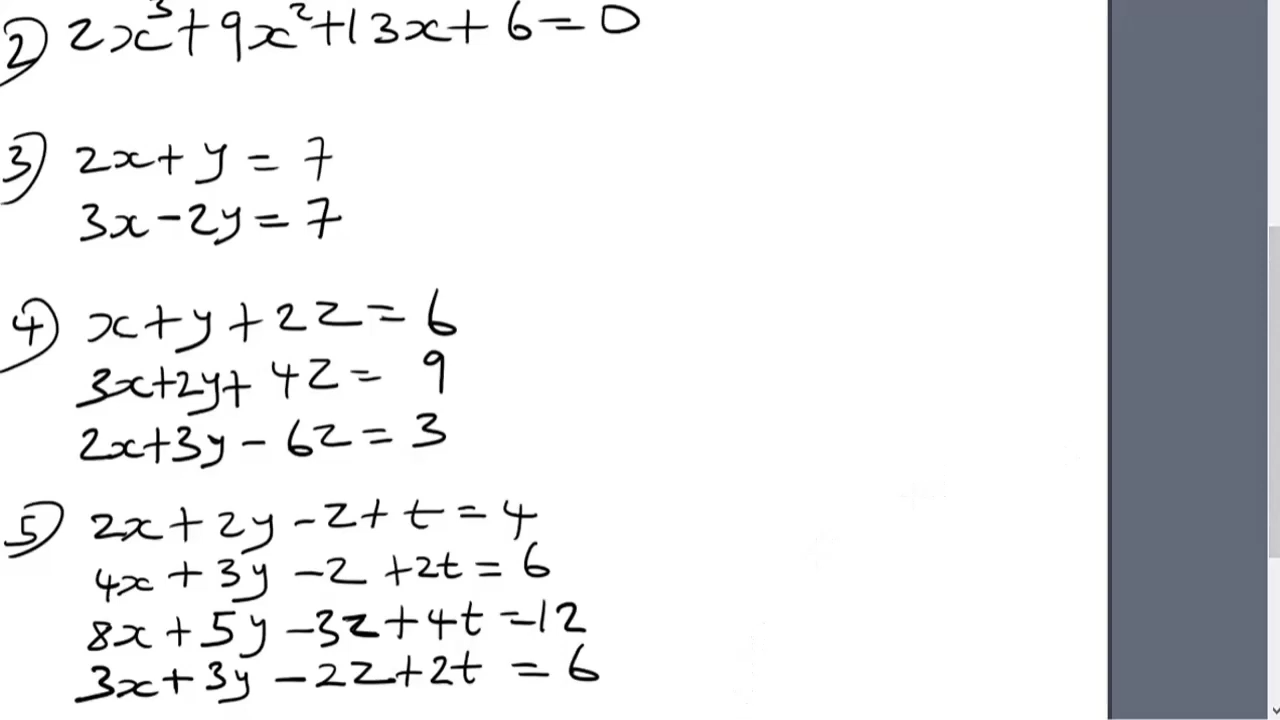 2) 2x³+9x²+13x+6=0
3) 2x+y=7
3x-2y=7
4) x+y+2z=6
3x+2y+4z=9
2x+3y-6z=3
5) 2x+2y-z+t=4
4x+3y-z+2t=6
8x+5y-3z+4t=12
3x+3y-2z+2t=6